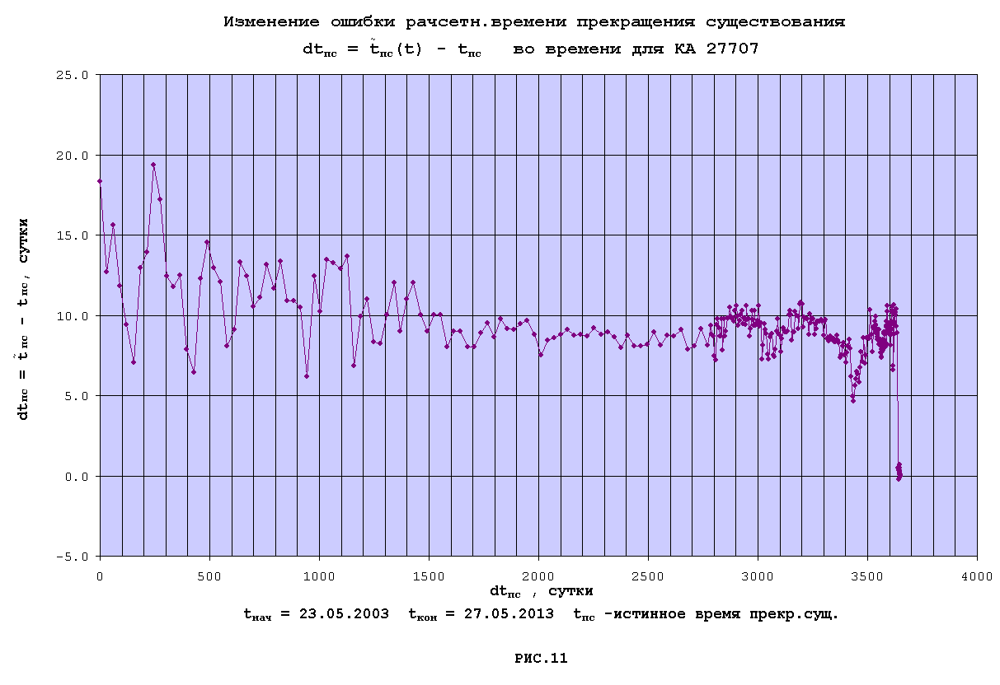 Изменение ошибки рачсетн.времени прекращения существования
dtпс = t̃пс(t) - tпс во времени для КА 27707
25.0
20.0
15.0
10.0
5.0
0.0
-5.0
dtпс = t̃пс - tпс, сутки
0 500 1000 1500 2000 2500 3000 3500 4000
dtпс , сутки
tнач = 23.05.2003 tкон = 27.05.2013 tпс -истинное время прекр.сущ.
РИС.11